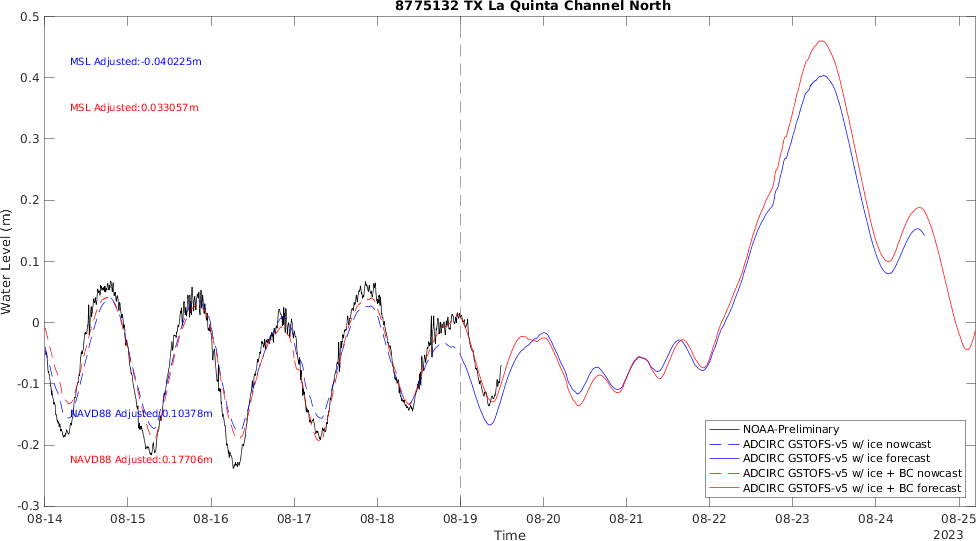 8775132 TX La Quinta Channel North
0.5
0.4
0.3
0.2
0.1
0
-0.1
-0.2
-0.3
Water Level (m)
MSL Adjusted:-0.040225m
MSL Adjusted:0.033057m
NAVD88 Adjusted:0.10378m
NAVD88 Adjusted:0.17706m
NOAA-Preliminary
ADCIRC GSTOFS-v5 w/ ice nowcast
ADCIRC GSTOFS-v5 w/ ice forecast
ADCIRC GSTOFS-v5 w/ ice + BC nowcast
ADCIRC GSTOFS-v5 w/ ice + BC forecast
08-14 08-15 08-16 08-17 08-18 08-19 08-20 08-21 08-22 08-23 08-24 08-25
Time
2023